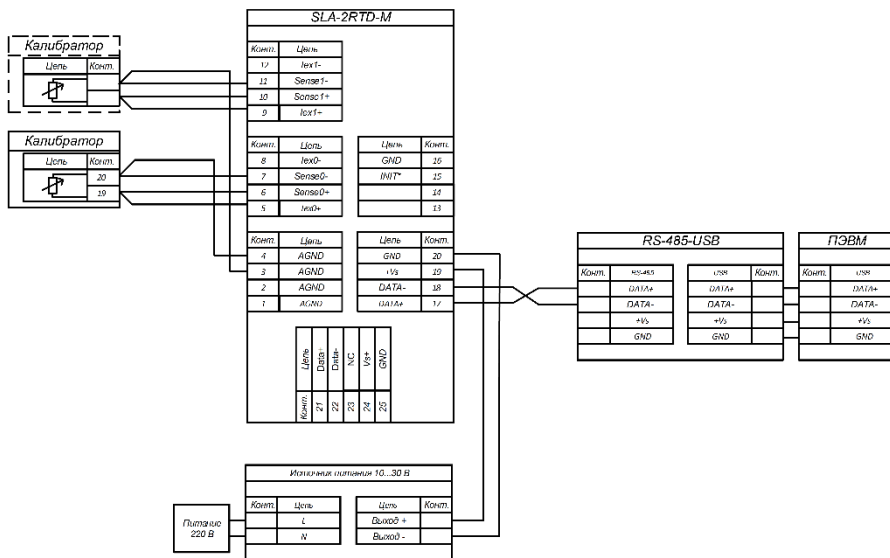 SLA-2RTD-M
Калибратор
Цепь Конт.
Конт. Цепь
12 Iex1-
11 Sense1-
10 Sense1+
9 Iex1+
Калибратор
Цепь Конт.
20
19
Конт. Цепь
8 Iex0-
7 Sense0-
6 Sense0+
5 Iex0+
Цепь Конт.
GND 16
INIT* 15
14
13
Конт. Цепь
4 AGND
3 AGND
2 AGND
1 AGND
Цепь Конт.
GND 20
+Vs 19
DATA- 18
DATA+ 17
RS-485-USB
Конт. RS-485
DATA+
DATA-
+Vs
GND
USB Конт.
DATA+
DATA-
+Vs
GND
ПЭВМ
Конт. USB
DATA+
DATA-
+Vs
GND
Цепь Data+ Data- NC Vs+ GND
Конт. 21 22 23 24 25
Источник питания 10...30 В
Питание
220 В
Конт. Цепь
L
N
Цепь Конт.
Выход +
Выход -